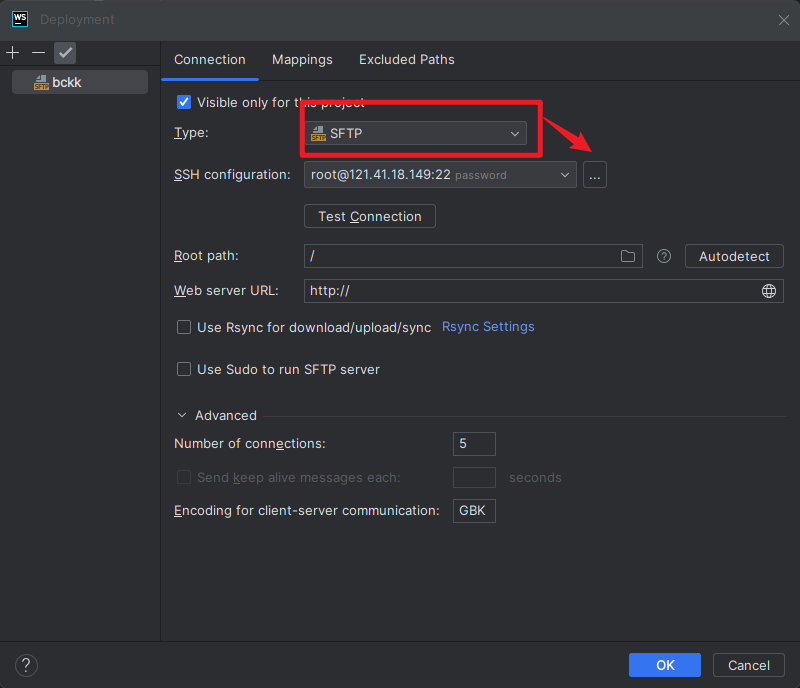 WS Deployment
bckk
SFTP
Connection Mappings Excluded Paths
Visible only for this project
Type: SFTP SFTP
SSH configuration: root@121.41.18.149:22 password ...
Test Connection
Root path: / ? Autodetect
Web server URL: http://
Use Rsync for download/upload/sync Rsync Settings
Use Sudo to run SFTP server
Advanced
Number of connections: 5
Send keep alive messages each: seconds
Encoding for client-server communication: GBK
? OK Cancel